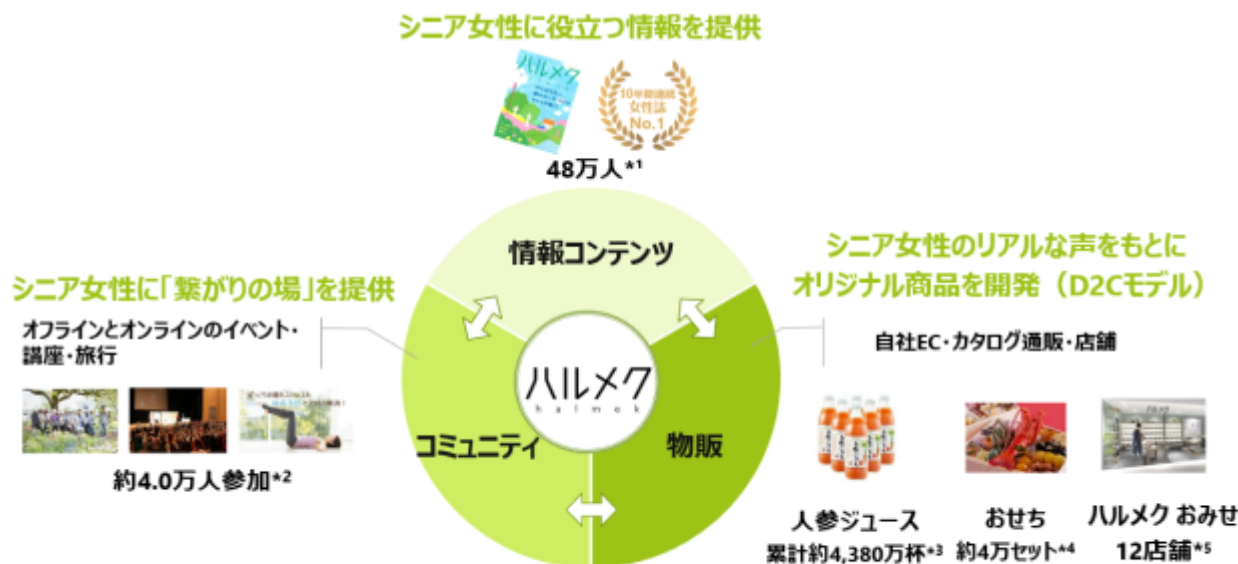 シニア女性に役立つ情報を提供
ハルメク
10半期連続
女性誌
No.1
48万人*1
情報コンテンツ
シニア女性のリアルな声をもとに
オリジナル商品を開発（D2Cモデル）
自社EC・カタログ通販・店舗
シニア女性に「繋がりの場」を提供
オフラインとオンラインのイベント・
講座・旅行
約4.0万人参加*2
ハルメク
halmek
コミュニティ
物販
ハルメク
人参ジュース
累計約4,380万杯*3
おせち
約4万セット*4
ハルメク おみせ
12店舗*5